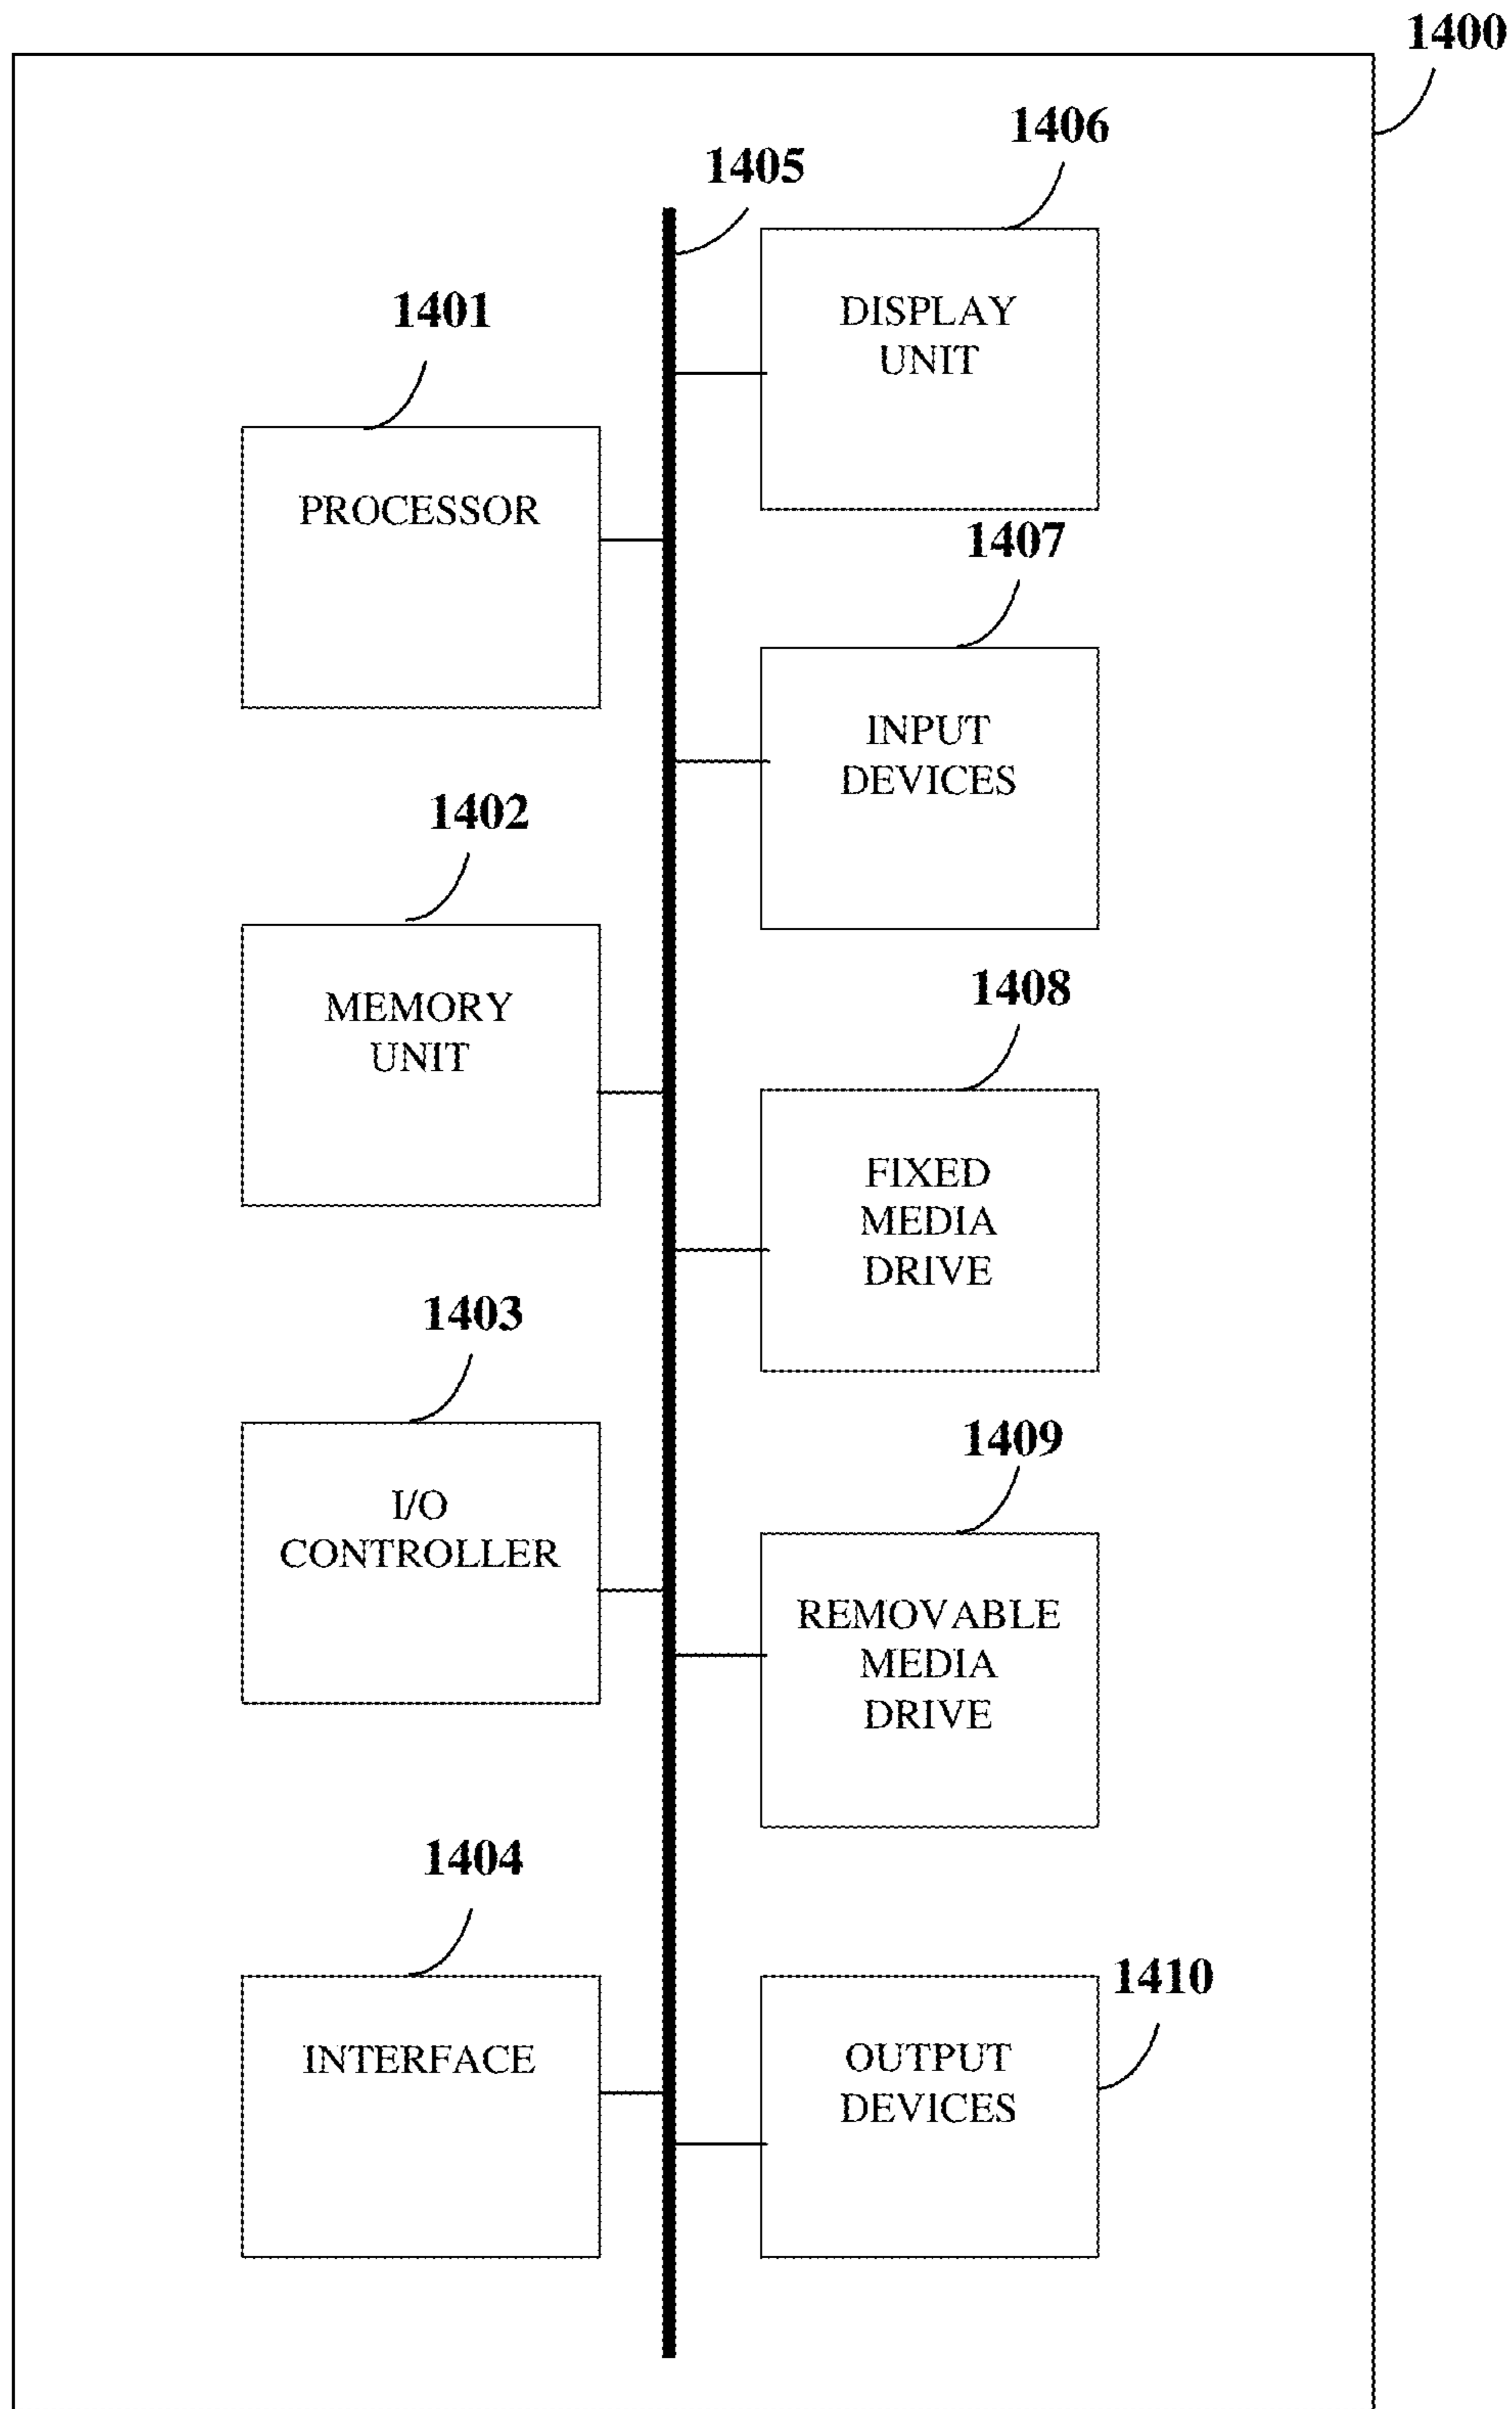 1400
1406
1405
DISPLAY
UNIT
1401
PROCESSOR
1407
INPUT
DEVICES
1402
MEMORY
UNIT
1408
FIXED
MEDIA
DRIVE
1403
I/O
CONTROLLER
1409
REMOVABLE
MEDIA
DRIVE
1404
INTERFACE
1410
OUTPUT
DEVICES